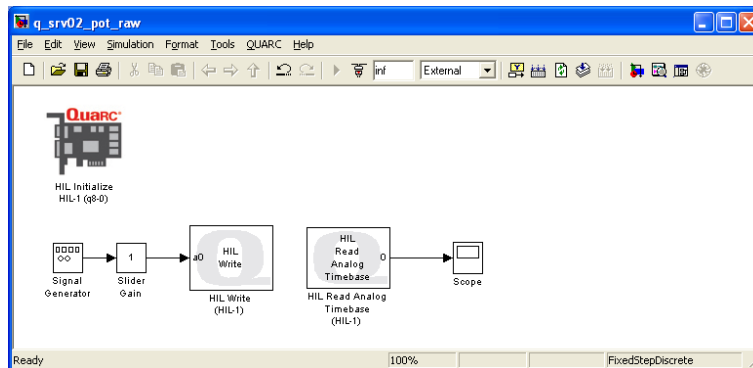 q_srv02_pot_raw
File Edit View Simulation Format Tools QUARC Help
inf External
QUARC
HIL Initialize
HIL-1 (q8-0)
Signal
Generator
1
Slider
Gain
a0
HIL
Write
HIL Write
(HIL-1)
HIL
Read
Analog
Timebase
0
HIL Read Analog
Timebase
(HIL-1)
Scope
Ready 100% FixedStepDiscrete